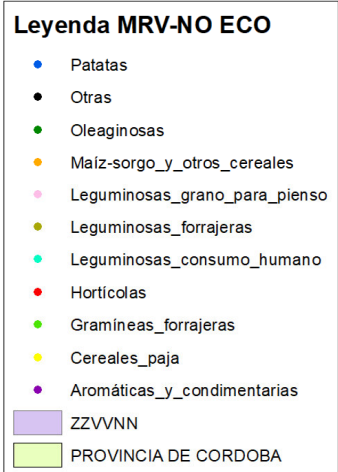 Leyenda MRV-NO ECO
Patatas
Otras
Oleaginosas
Maíz-sorgo_y_otros_cereales
Leguminosas_grano_para_pienso
Leguminosas_forrajeras
Leguminosas_consumo_humano
Hortícolas
Gramíneas_forrajeras
Cereales_paja
Aromáticas_y_condimentarias
ZZVVNN
PROVINCIA DE CORDOBA